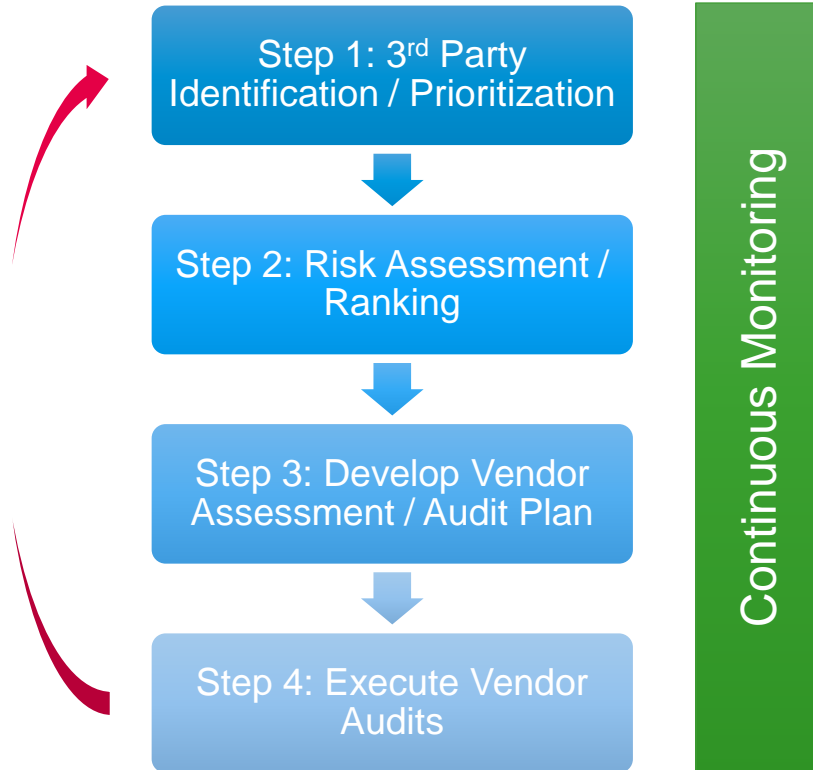 Step 1: 3rd Party
Identification / Prioritization
Step 2: Risk Assessment /
Ranking
Step 3: Develop Vendor
Assessment / Audit Plan
Step 4: Execute Vendor
Audits
Continuous Monitoring